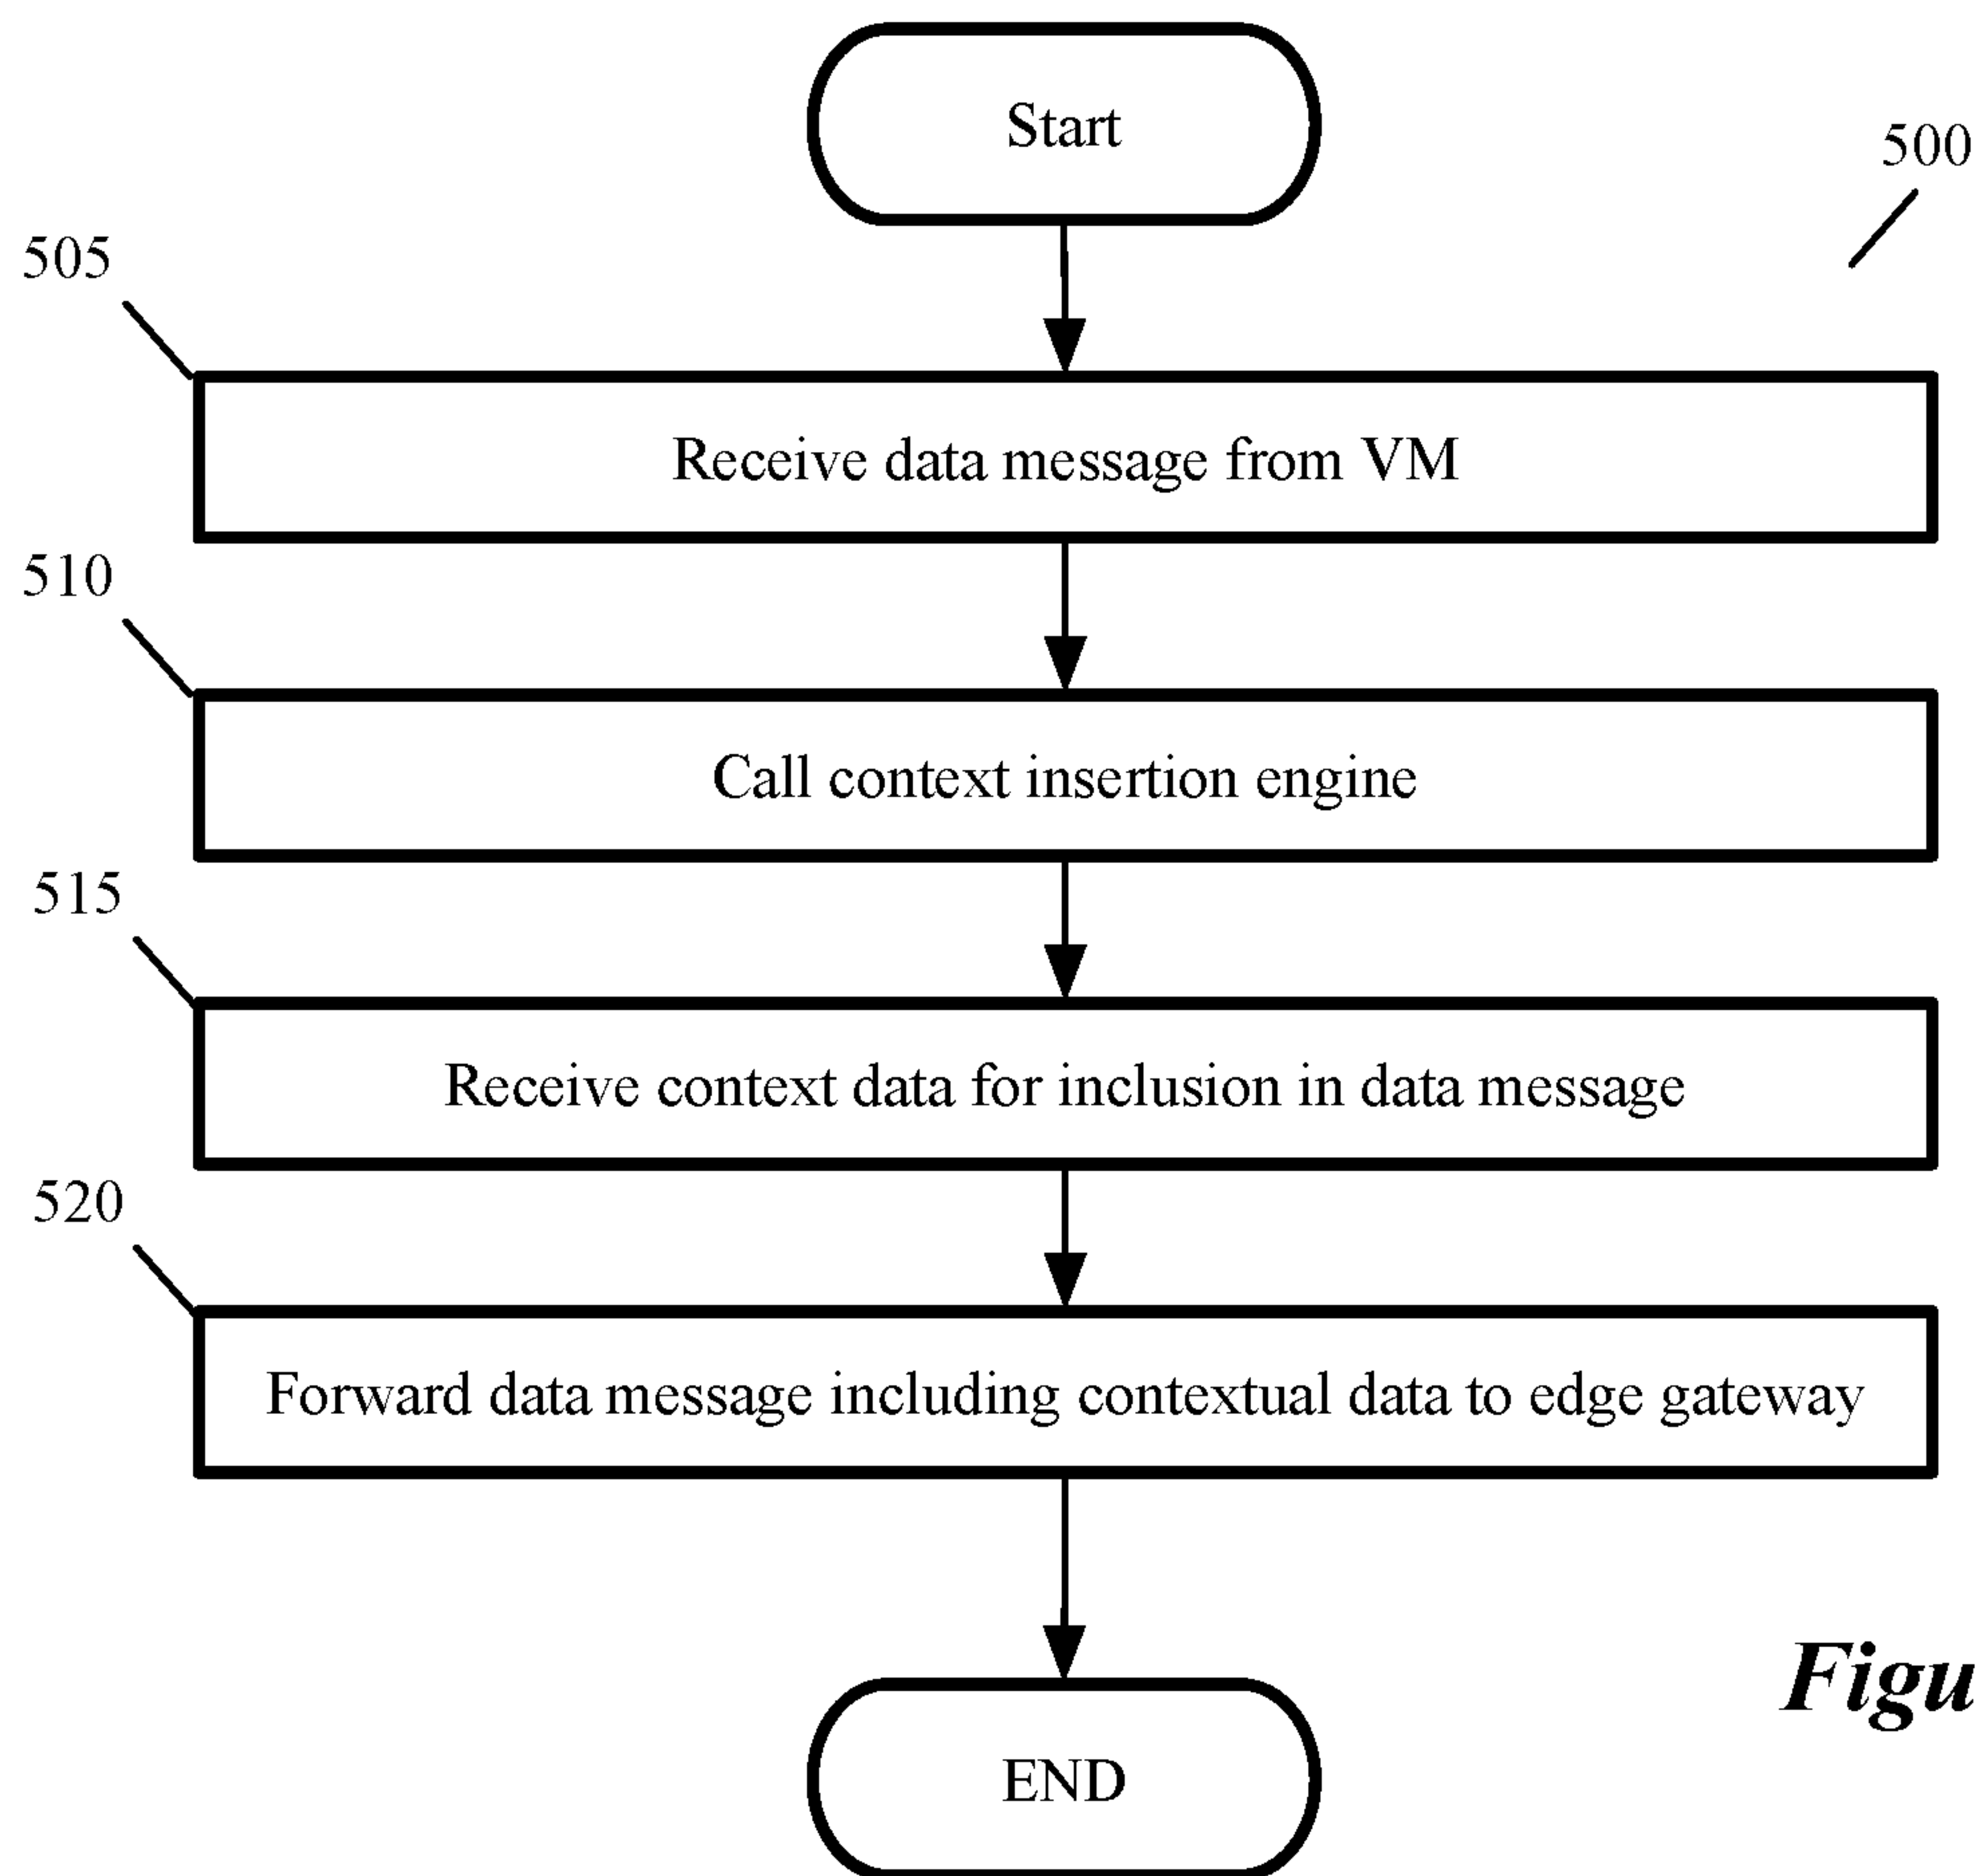 Start
500
505
Receive data message from VM
510
Call context insertion engine
515
Receive context data for inclusion in data message
520
Forward data message including contextual data to edge gateway
Figu
END